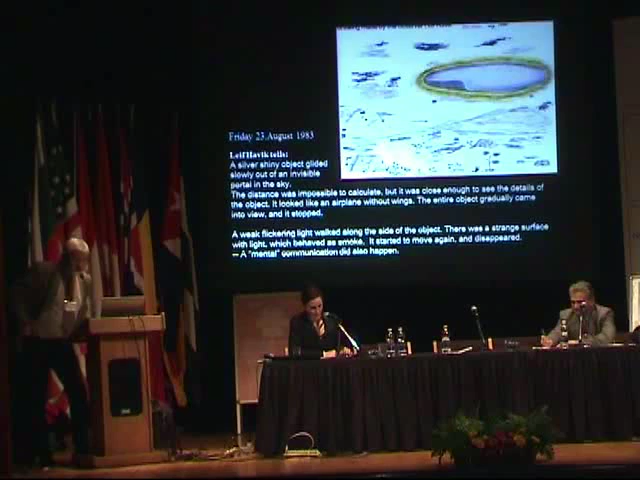 Friday 23.August 1983
Leif Havik tells:
A silver shiny object glided
slowly out of an invisible
portal in the sky.
The distance was impossible to calculate, but it was close enough to see the details of
the object. It looked like an airplane without wings. The entire object gradually came
into view, and it stopped.
A weak flickering light walked along the side of the object. There was a strange surface
with light, which behaved as smoke. It started to move again, and disappeared.
– A "mental" communication did also happen.